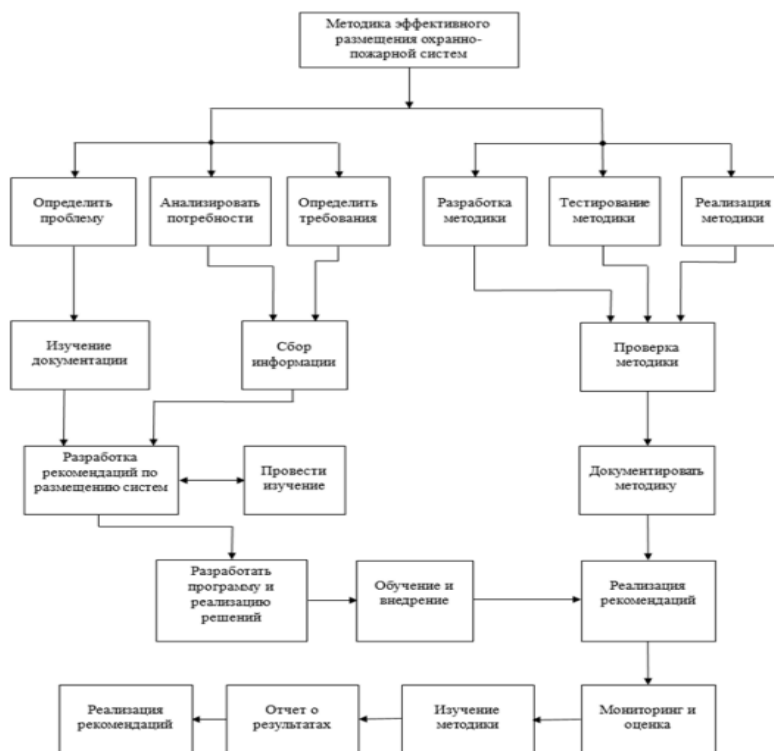 Методика эффективного
размещения охранно-
пожарной систем
Определить
проблему
Анализировать
потребности
Определить
требования
Разработка
методики
Тестирование
методики
Реализация
методики
Изучение
документации
Сбор
информации
Проверка
методики
Разработка
рекомендаций по
размещению систем
Провести
изучение
Документировать
методику
Разработать
программу и
реализацию
решений
Обучение и
внедрение
Реализация
рекомендаций
Реализация
рекомендаций
Отчет о
результатах
Изучение
методики
Мониторинг и
оценка